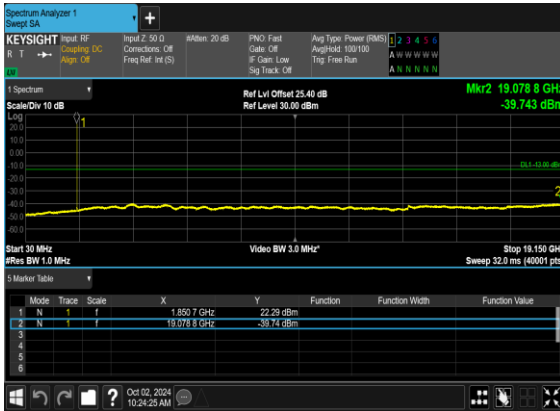 Spectrum Analyzer 1
Swept SA
+
KEYSIGHT
R T
LW
Input: RF
Coupling: DC
Align: Off
Input Z: 50 Ω
Corrections: Off
Freq Ref: Int (S)
#Atten: 20 dB
PNO: Fast
Gate: Off
IF Gain: Low
Sig Track: Off
Avg Type: Power (RMS)
Avg|Hold: 100/100
Trig: Free Run
1 2 3 4 5 6
A W W W W W
A N N N N N
1 Spectrum
Scale/Div 10 dB
Ref Lvl Offset 25.40 dB
Ref Level 30.00 dBm
Mkr2 19.078 8 GHz
-39.743 dBm
Log
20.0
10.0
0.00
-10.0
-20.0
-30.0
-40.0
-50.0
-60.0
1
DL1 -13.00 dBm
2
Start 30 MHz
#Res BW 1.0 MHz
Video BW 3.0 MHz*
Stop 19.150 GHz
Sweep 32.0 ms (40001 pts)
5 Marker Table
Mode Trace Scale X Y Function Function Width Function Value
1 N 1 f 1.850 7 GHz 22.29 dBm
2 N 1 f 19.078 8 GHz -39.74 dBm
3
4
5
6
?
Oct 02, 2024
10:24:25 AM